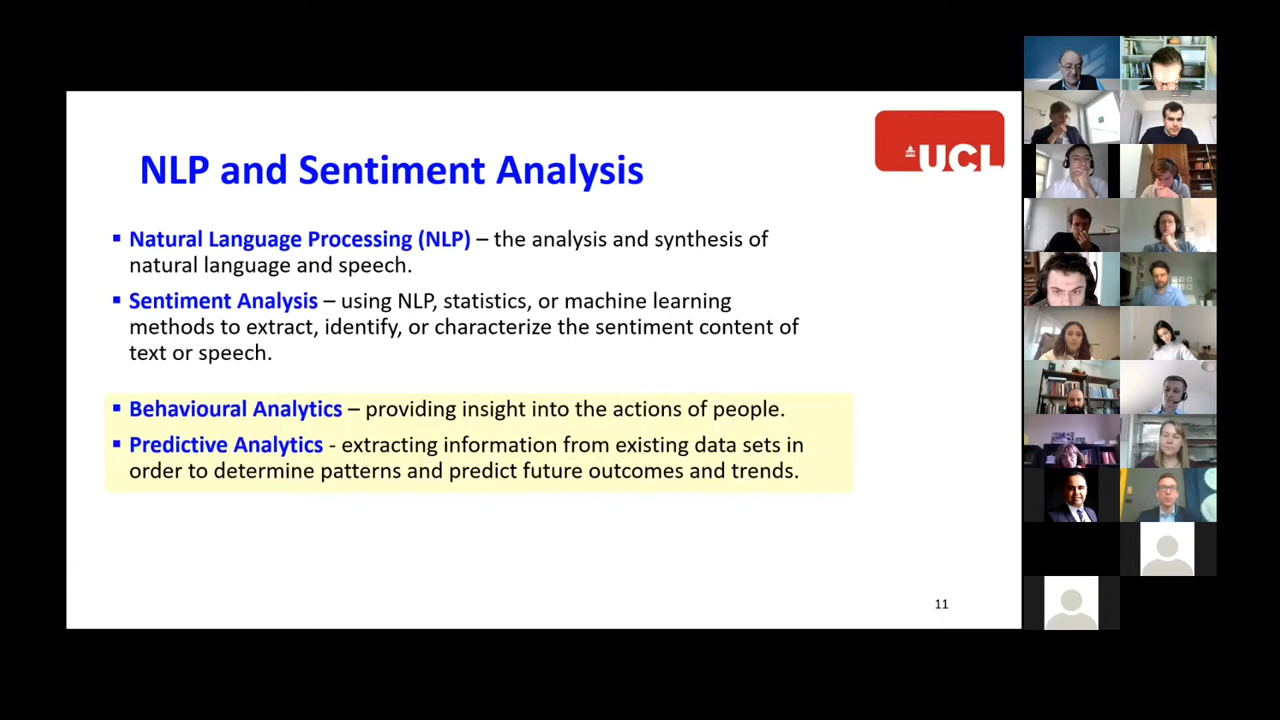 UCL
NLP and Sentiment Analysis
▪ Natural Language Processing (NLP) – the analysis and synthesis of
natural language and speech.
▪ Sentiment Analysis – using NLP, statistics, or machine learning
methods to extract, identify, or characterize the sentiment content of
text or speech.
▪ Behavioural Analytics – providing insight into the actions of people.
▪ Predictive Analytics - extracting information from existing data sets in
order to determine patterns and predict future outcomes and trends.
11